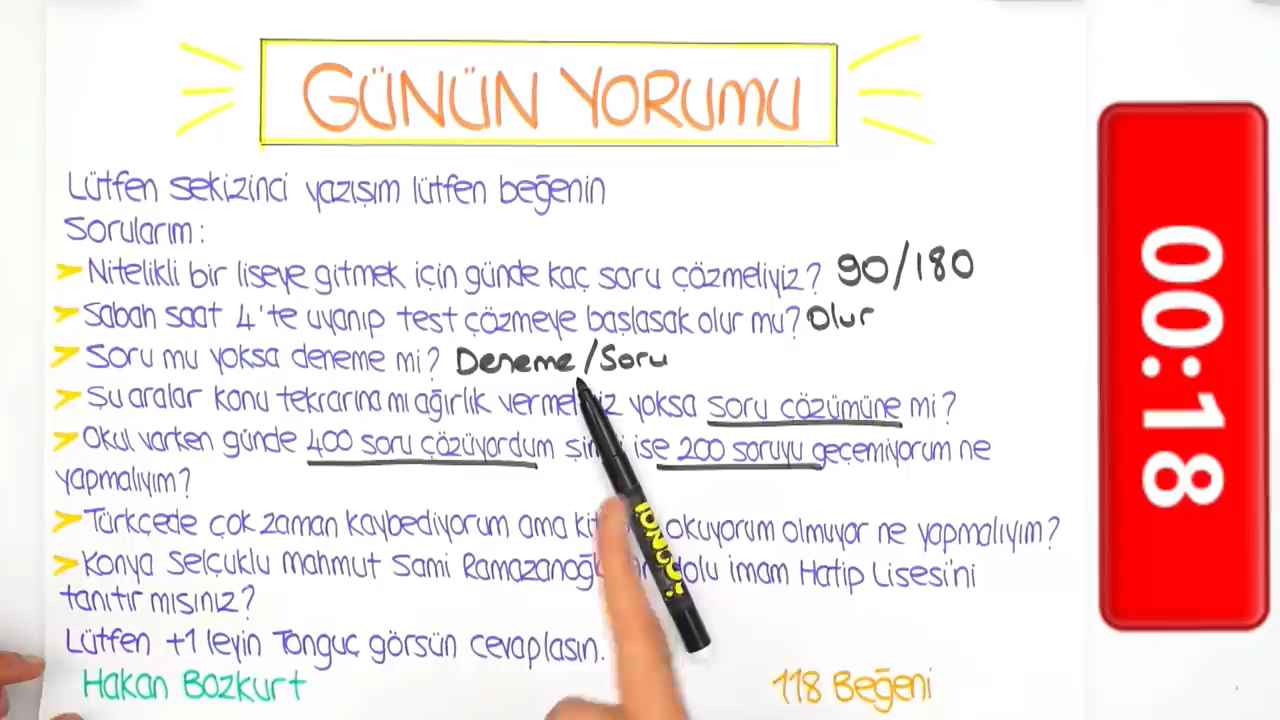 GÜNÜN YORUMU
Lütfen sekizinci yazışım lütfen beğenin
Sorularım:
➤ Nitelikli bir liseye gitmek için günde kaç soru çözmeliyiz? 90/180
➤ Sabah saat 4'te uyanıp test çözmeye başlasak olur mu? Olur
➤ Soru mu yoksa deneme mi? Deneme/Soru
➤ Şu aralar konu tekrarına mı ağırlık yoksa soru çözümüne mi?
➤ Okul varken günde 400 soru çözüyordum ise 200 soruyu geçemiyorum ne
yapmalıyım?
➤ Türkçede çok zaman kaybediyorum ama okuyorum olmuyor ne yapmalıyım?
➤ Konya Selçuklu Mahmut Sami İmam Hatip Lisesi'ni
tanıtır mısınız?
Lütfen +1 leyin Tonguç görsün cevaplasın.
Hakan Bozkurt
118 Beğeni
TONGUÇ
00:18